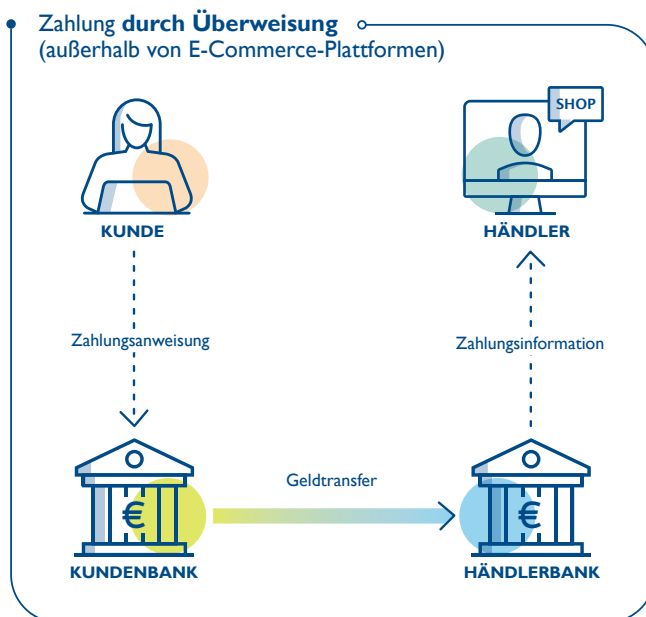 Zahlung durch Überweisung
(außerhalb von E-Commerce-Plattformen)
SHOP
KUNDE
HÄNDLER
Zahlungsanweisung
Zahlungsinformation
Geldtransfer
€
€
KUNDENBANK
HÄNDLERBANK